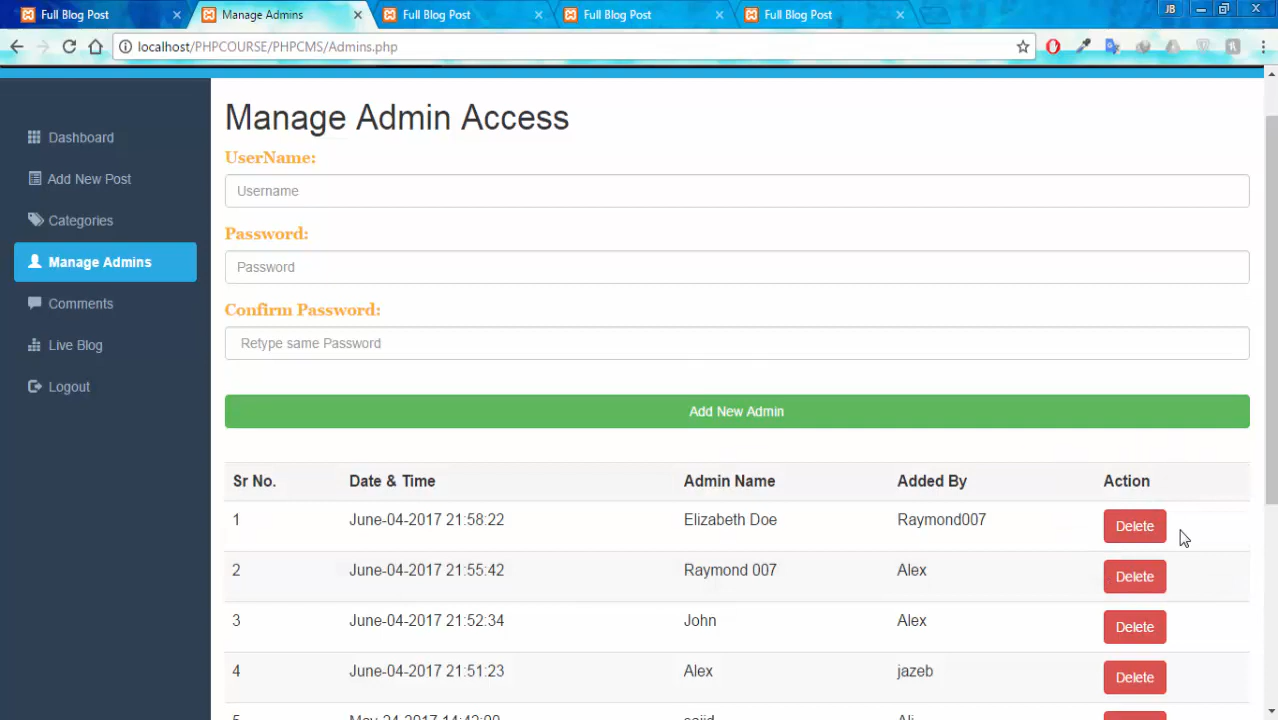 Full Blog Post
Manage Admins
Full Blog Post
Full Blog Post
Full Blog Post
JB
localhost/PHPCOURSE/PHPCMS/Admins.php
Manage Admin Access
UserName:
Username
Password:
Password
Confirm Password:
Retype same Password
Add New Admin
Dashboard
Add New Post
Categories
Manage Admins
Comments
Live Blog
Logout
Sr No. Date & Time Admin Name Added By Action
1 June-04-2017 21:58:22 Elizabeth Doe Raymond007 Delete
2 June-04-2017 21:55:42 Raymond 007 Alex Delete
3 June-04-2017 21:52:34 John Alex Delete
4 June-04-2017 21:51:23 Alex jazeb Delete